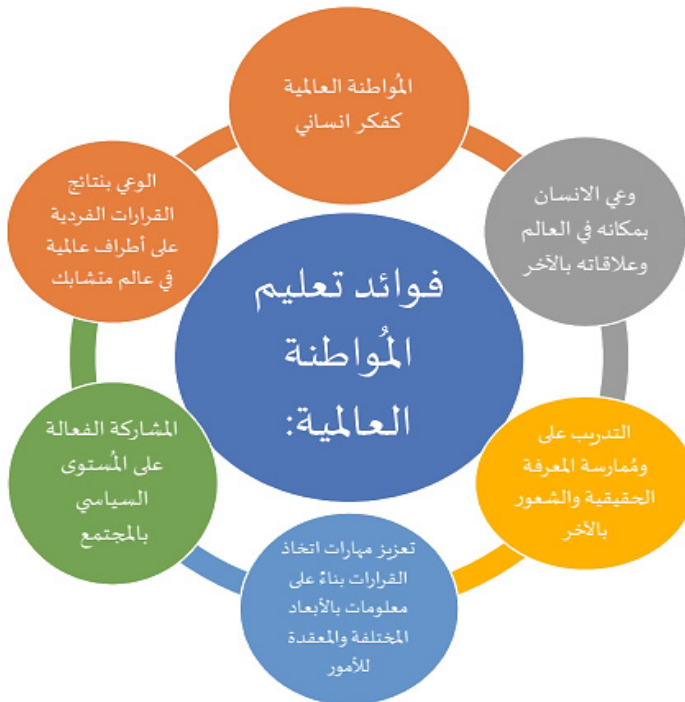 المُواطنة العالمية
كفكر انساني
وعي الانسان
بمكانه في العالم
وعلاقاته بالآخر
التدريب على
ومُمارسة المعرفة
الحقيقية والشعور
بالآخر
تعزيز مهارات اتخاذ
القرارات بناءً على
معلومات بالأبعاد
المختلفة والمعقدة
للأمور
المشاركة الفعالة
على المُستوى
السياسي
بالمجتمع
الوعي بنتائج
القرارات الفردية
على أطراف عالمية
في عالم متشابك
فوائد تعليم
المُواطنة
العالمية: